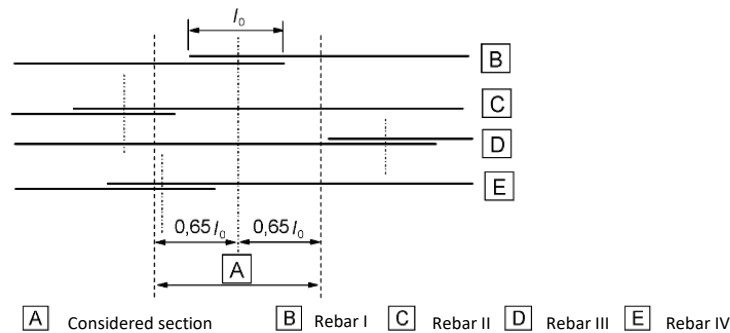 l₀
B
C
D
E
0,65 l₀ 0,65 l₀
A
A Considered section B Rebar I C Rebar II D Rebar III E Rebar IV